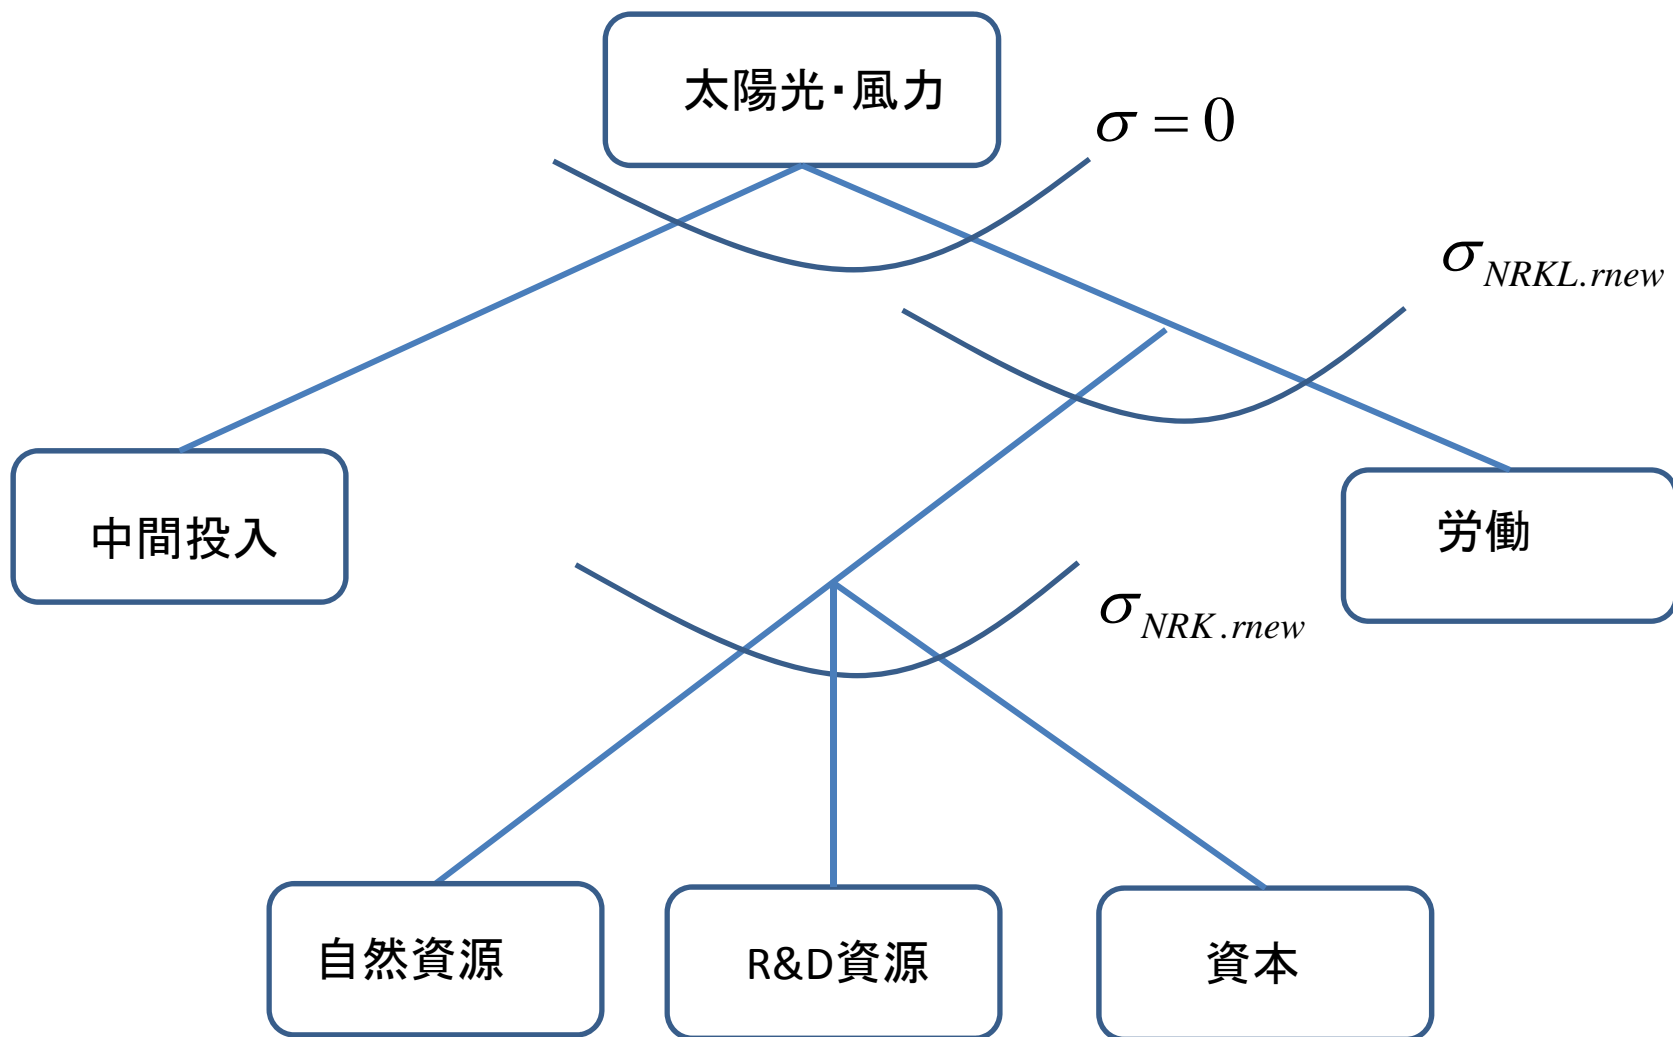 太陽光・風力
σ = 0
σNRKL.rnew
中間投入
労働
σNRK.rnew
自然資源
R&D資源
資本